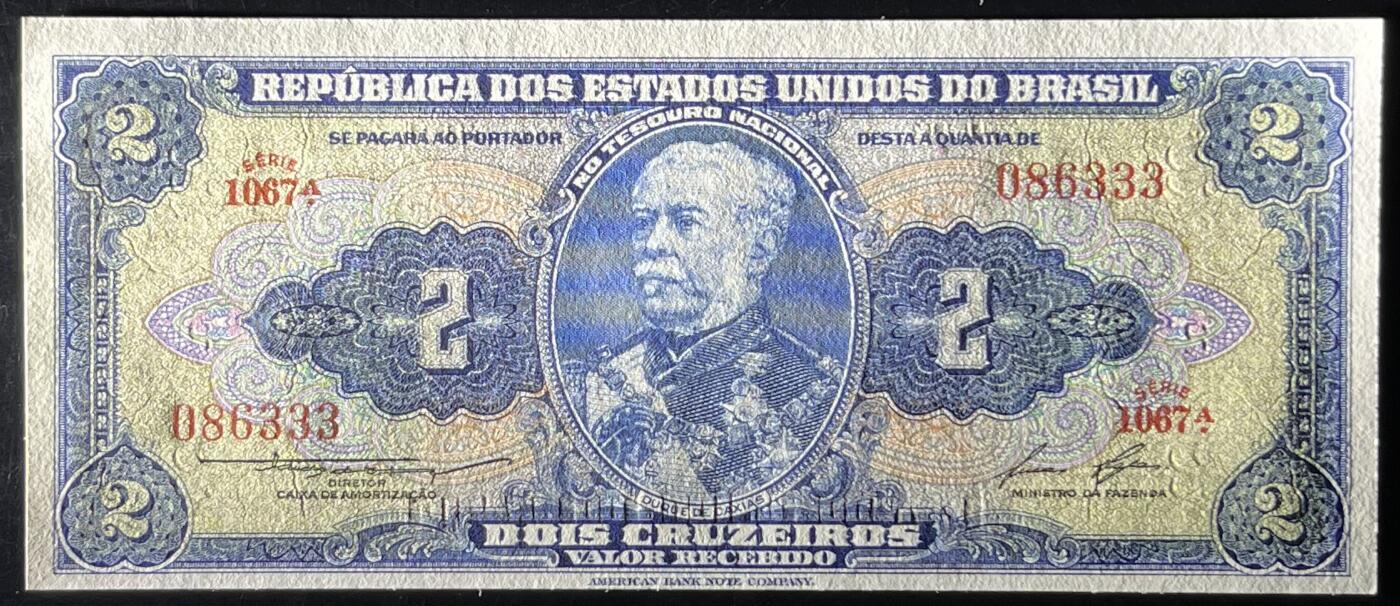 REPÚBLICA DOS ESTADOS UNIDOS DO BRASIL
2
2
SE PAGARÁ AO PORTADOR
NO TESOURO NACIONAL
DESTA A QUANTIA DE
SÉRIE
1067A
086333
2
2
086333
SÉRIE
1067A
DIRETOR
CAIXA DE AMORTIZAÇÃO
MINISTRO DA FAZENDA
DUQUE DE CAXIAS
2
2
DOIS CRUZEIROS
VALOR RECEBIDO
AMERICAN BANK NOTE COMPANY.